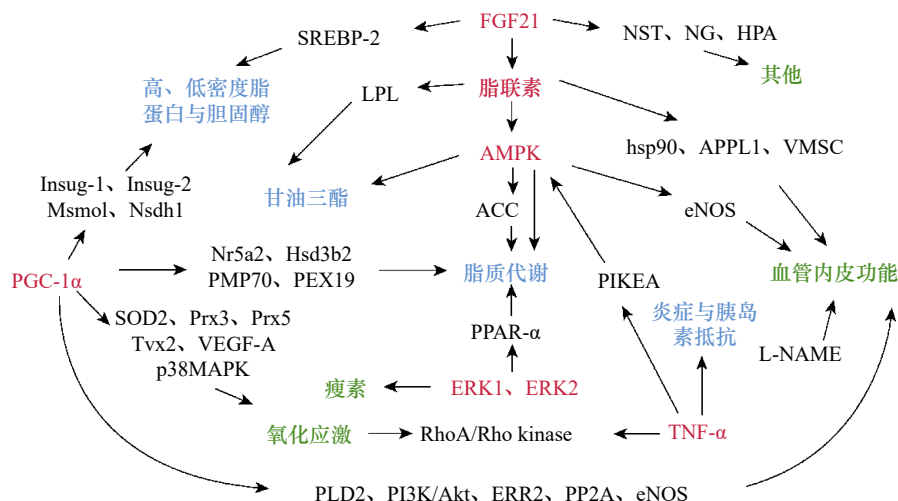 FGF21
SREBP-2
NST、NG、HPA
其他
高、低密度脂
蛋白与胆固醇
LPL
脂联素
hsp90、APPL1、VMSC
AMPK
Insug-1、Insug-2
Msmol、Nsdh1
甘油三酯
ACC
eNOS
Nr5a2、Hsd3b2
PMP70、PEX19
PGC-1α
脂质代谢
PIKEA
血管内皮功能
SOD2、Prx3、Prx5
Tvx2、VEGF-A
p38MAPK
PPAR-α
炎症与胰岛
素抵抗
L-NAME
瘦素
ERK1、ERK2
氧化应激
RhoA/Rho kinase
TNF-α
PLD2、PI3K/Akt、ERR2、PP2A、eNOS